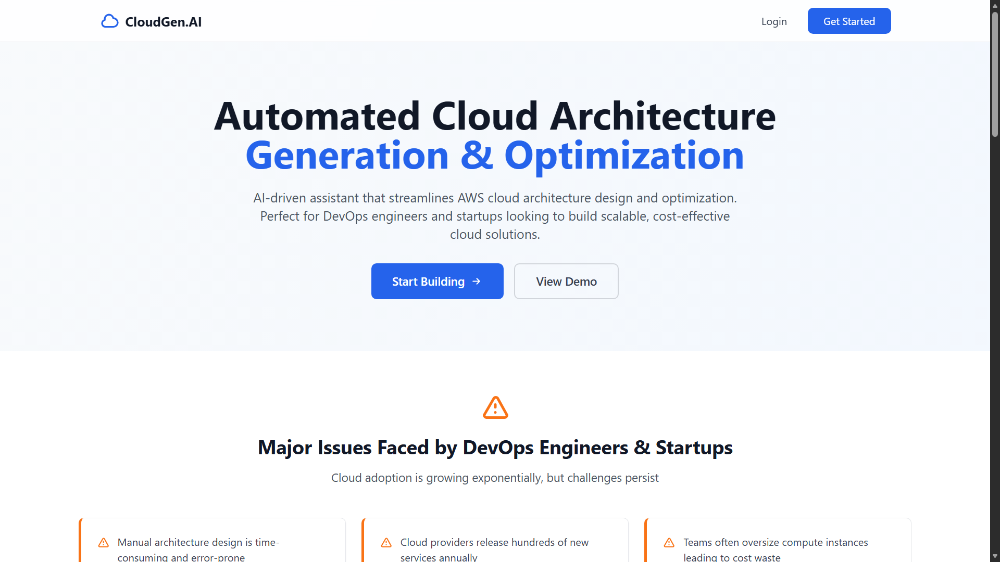 CloudGen.AI
Login
Get Started
Automated Cloud Architecture
Generation & Optimization
AI-driven assistant that streamlines AWS cloud architecture design and optimization.
Perfect for DevOps engineers and startups looking to build scalable, cost-effective
cloud solutions.
Start Building →
View Demo
Major Issues Faced by DevOps Engineers & Startups
Cloud adoption is growing exponentially, but challenges persist
Manual architecture design is time-
consuming and error-prone
Cloud providers release hundreds of new
services annually
Teams often oversize compute instances
leading to cost waste